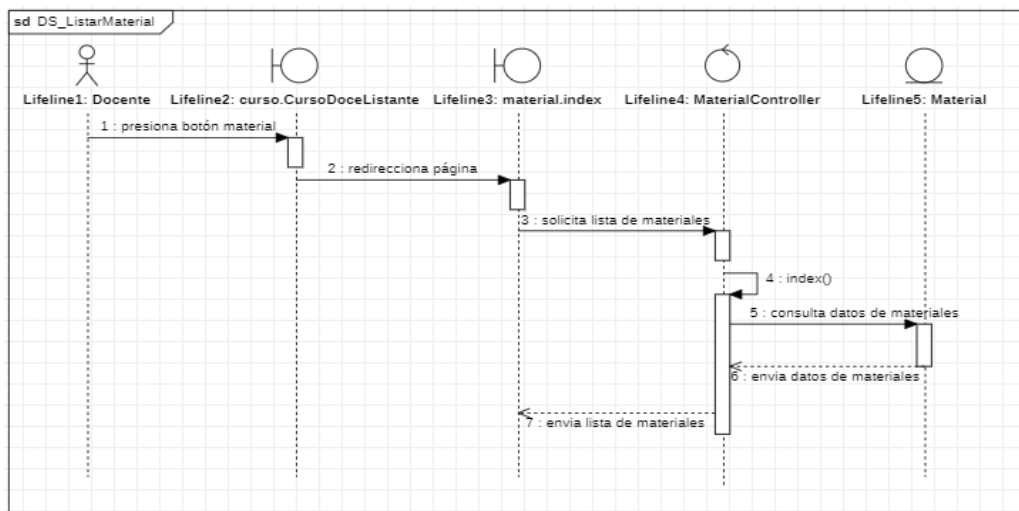 sd DS_ListarMaterial
Lifeline1: Docente
Lifeline2: curso.CursoDoceListante
Lifeline3: material.index
Lifeline4: MaterialController
Lifeline5: Material
1 : presiona botón material
2 : redirecciona página
3 : solicita lista de materiales
4 : index()
5 : consulta datos de materiales
6 : envia datos de materiales
7 : envia lista de materiales